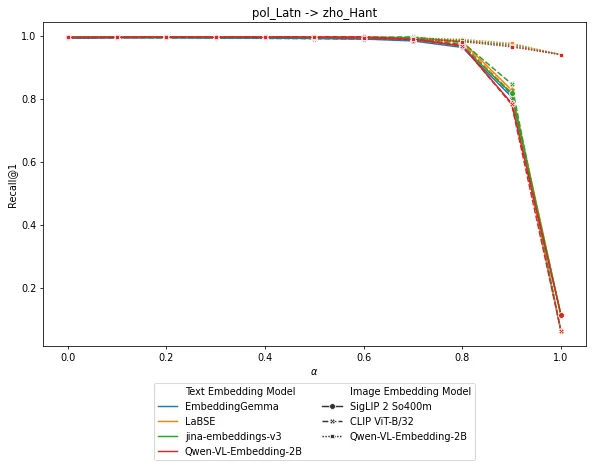 pol_Latn -> zho_Hant
1.0
0.8
0.6
0.4
0.2
Recall@1
0.0 0.2 0.4 0.6 0.8 1.0
α
Text Embedding Model
EmbeddingGemma
LaBSE
jina-embeddings-v3
Qwen-VL-Embedding-2B
Image Embedding Model
SigLIP 2 So400m
CLIP ViT-B/32
Qwen-VL-Embedding-2B